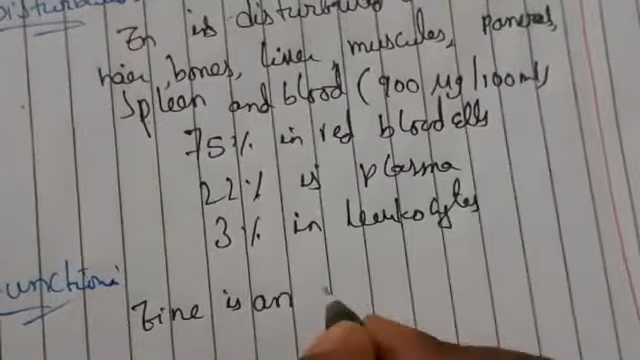 Zn is distributed
hair, bones, liver, muscles, pancreas,
spleen and blood (900 µg/100ml)
75% in red blood cells
22% is plasma
3% in leukocytes
Functions:
Zinc is an